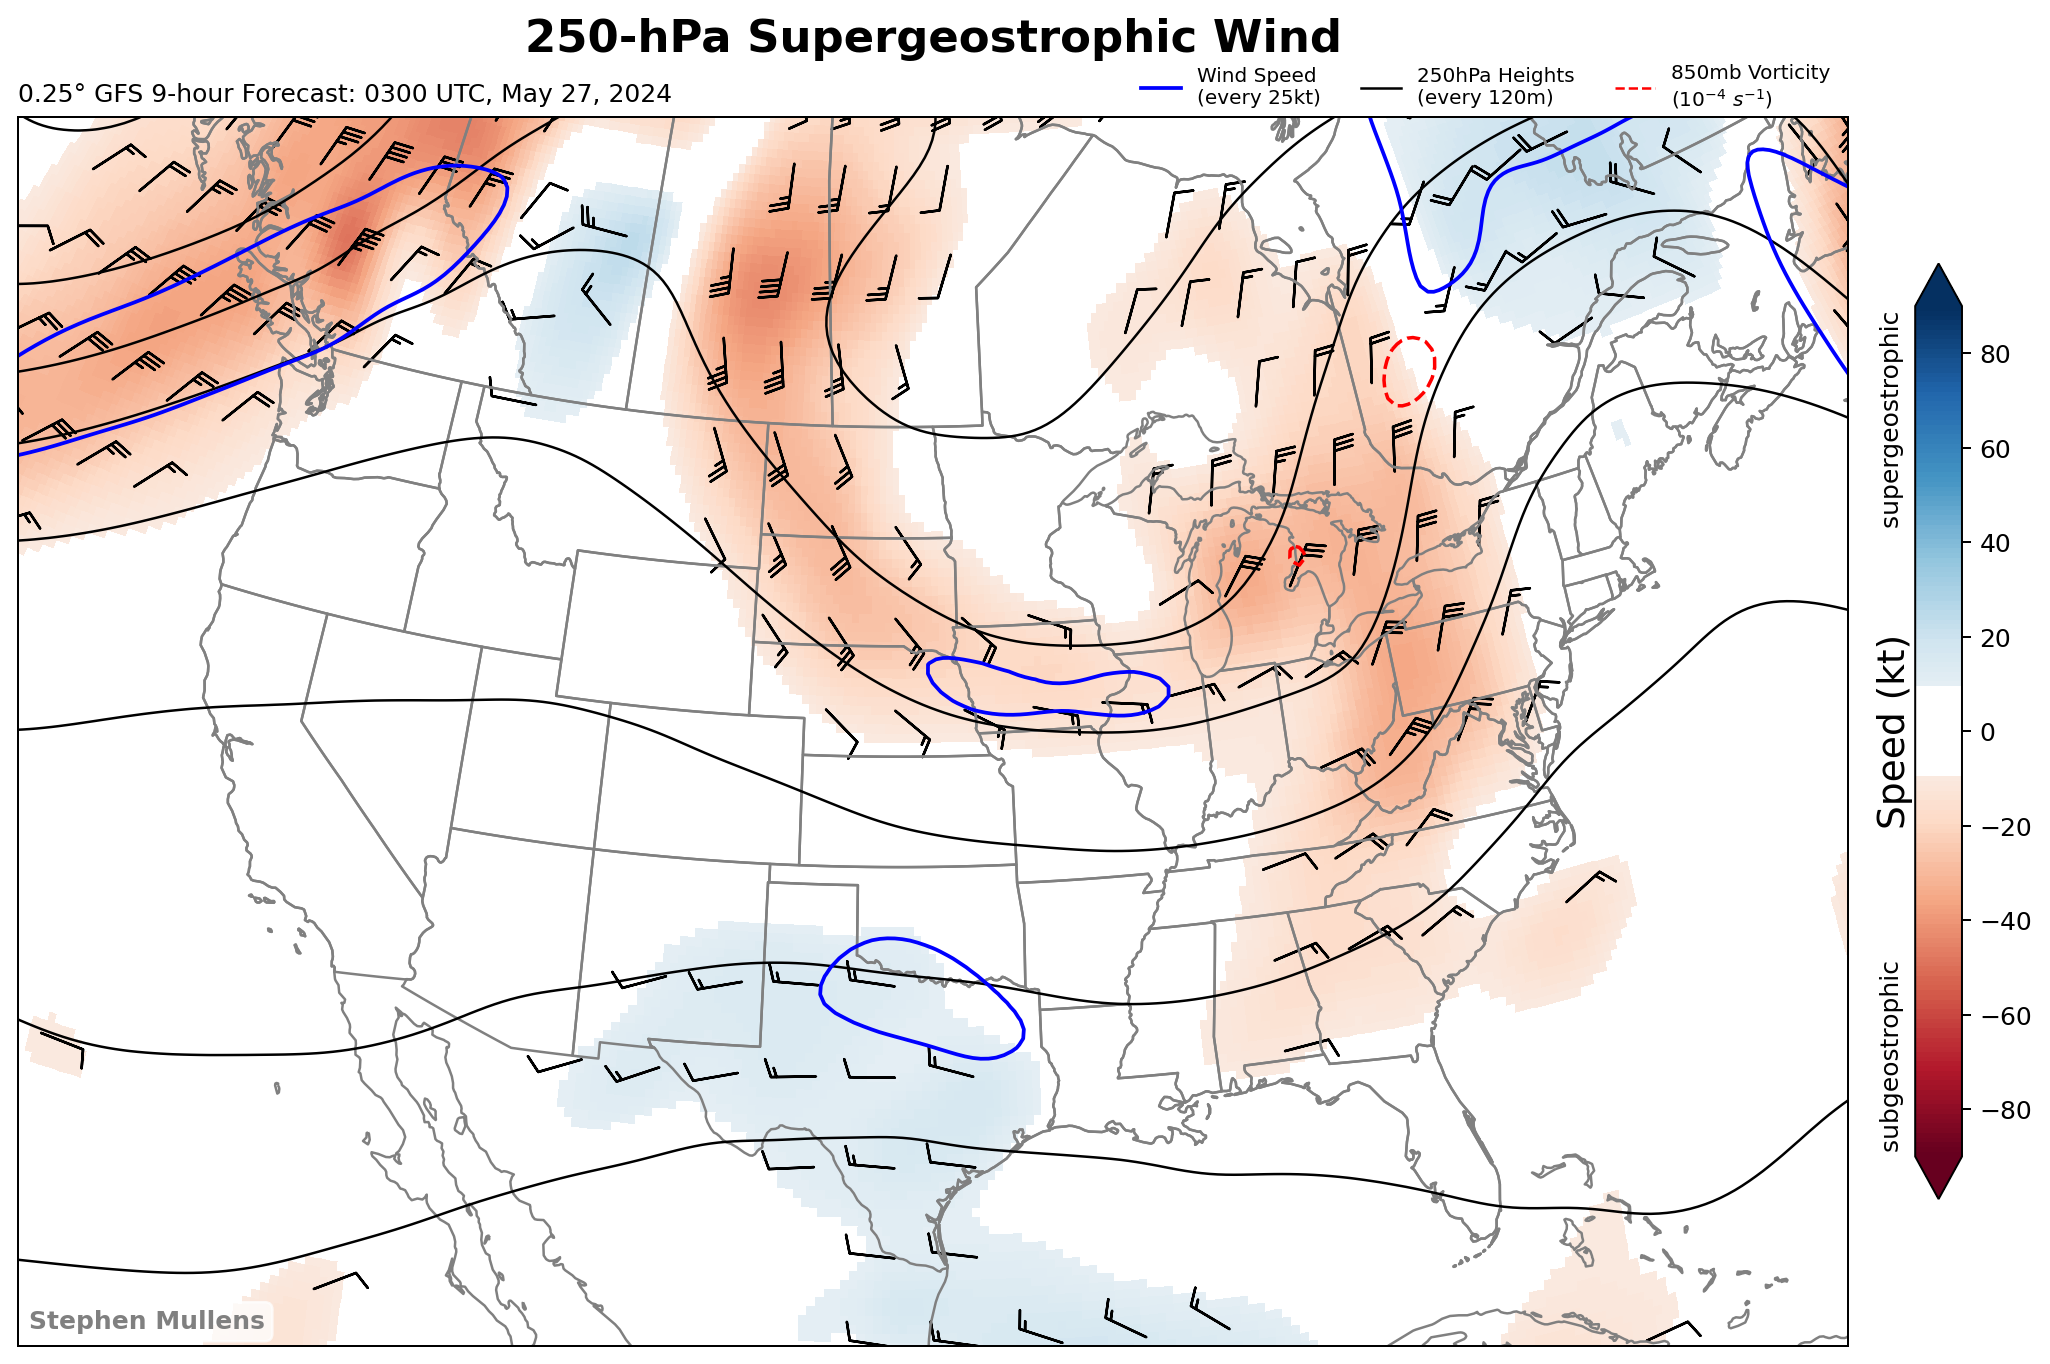 250-hPa Supergeostrophic Wind
0.25° GFS 9-hour Forecast: 0300 UTC, May 27, 2024
Wind Speed
(every 25kt)
250hPa Heights
(every 120m)
850mb Vorticity
(10⁻⁴ s⁻¹)
supergeostrophic
Speed (kt)
subgeostrophic
80
60
40
20
0
−20
−40
−60
−80
Stephen Mullens